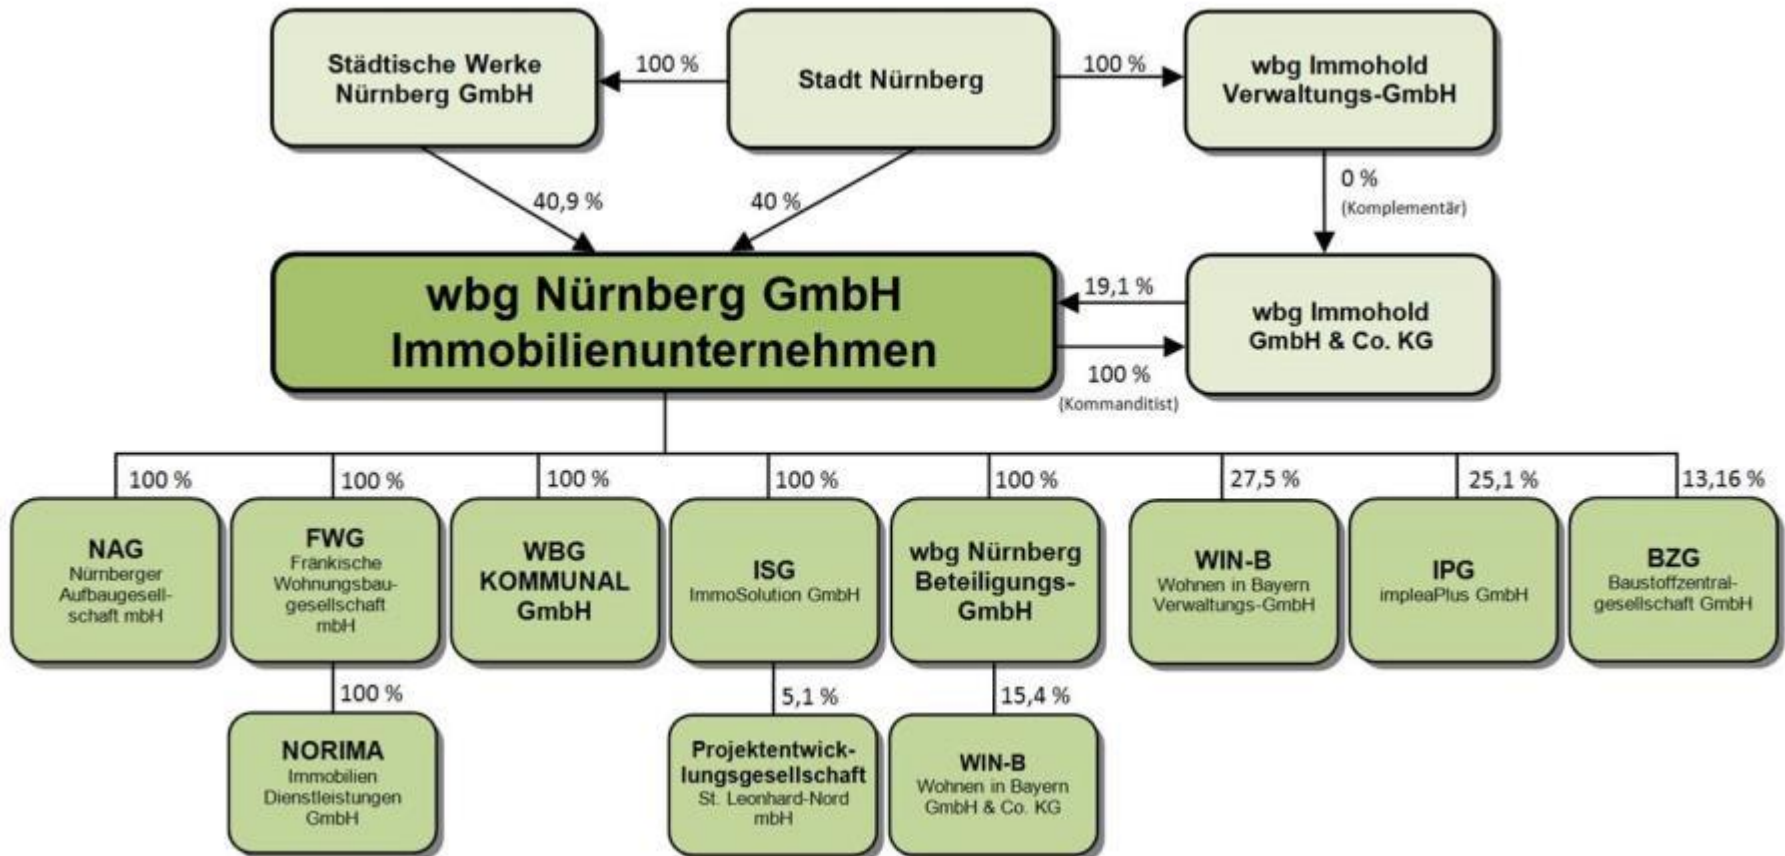 Städtische Werke
Nürnberg GmbH
100 %
Stadt Nürnberg
100 %
wbg Immohold
Verwaltungs-GmbH
40,9 %
40 %
0 %
(Komplementär)
wbg Nürnberg GmbH
Immobilienunternehmen
19,1 %
100 %
(Kommanditist)
wbg Immohold
GmbH & Co. KG
100 %
100 %
100 %
100 %
100 %
27,5 %
25,1 %
13,16 %
NAG
Nürnberger
Aufbaugesell-
schaft mbH
FWG
Fränkische
Wohnungsbau-
gesellschaft
mbH
WBG
KOMMUNAL
GmbH
ISG
ImmoSolution GmbH
wbg Nürnberg
Beteiligungs-
GmbH
WIN-B
Wohnen in Bayern
Verwaltungs-GmbH
IPG
impleaPlus GmbH
BZG
Baustoffzentral-
gesellschaft GmbH
100 %
5,1 %
15,4 %
NORIMA
Immobilien
Dienstleistungen
GmbH
Projektentwick-
lungsgesellschaft
St. Leonhard-Nord
mbH
WIN-B
Wohnen in Bayern
GmbH & Co. KG